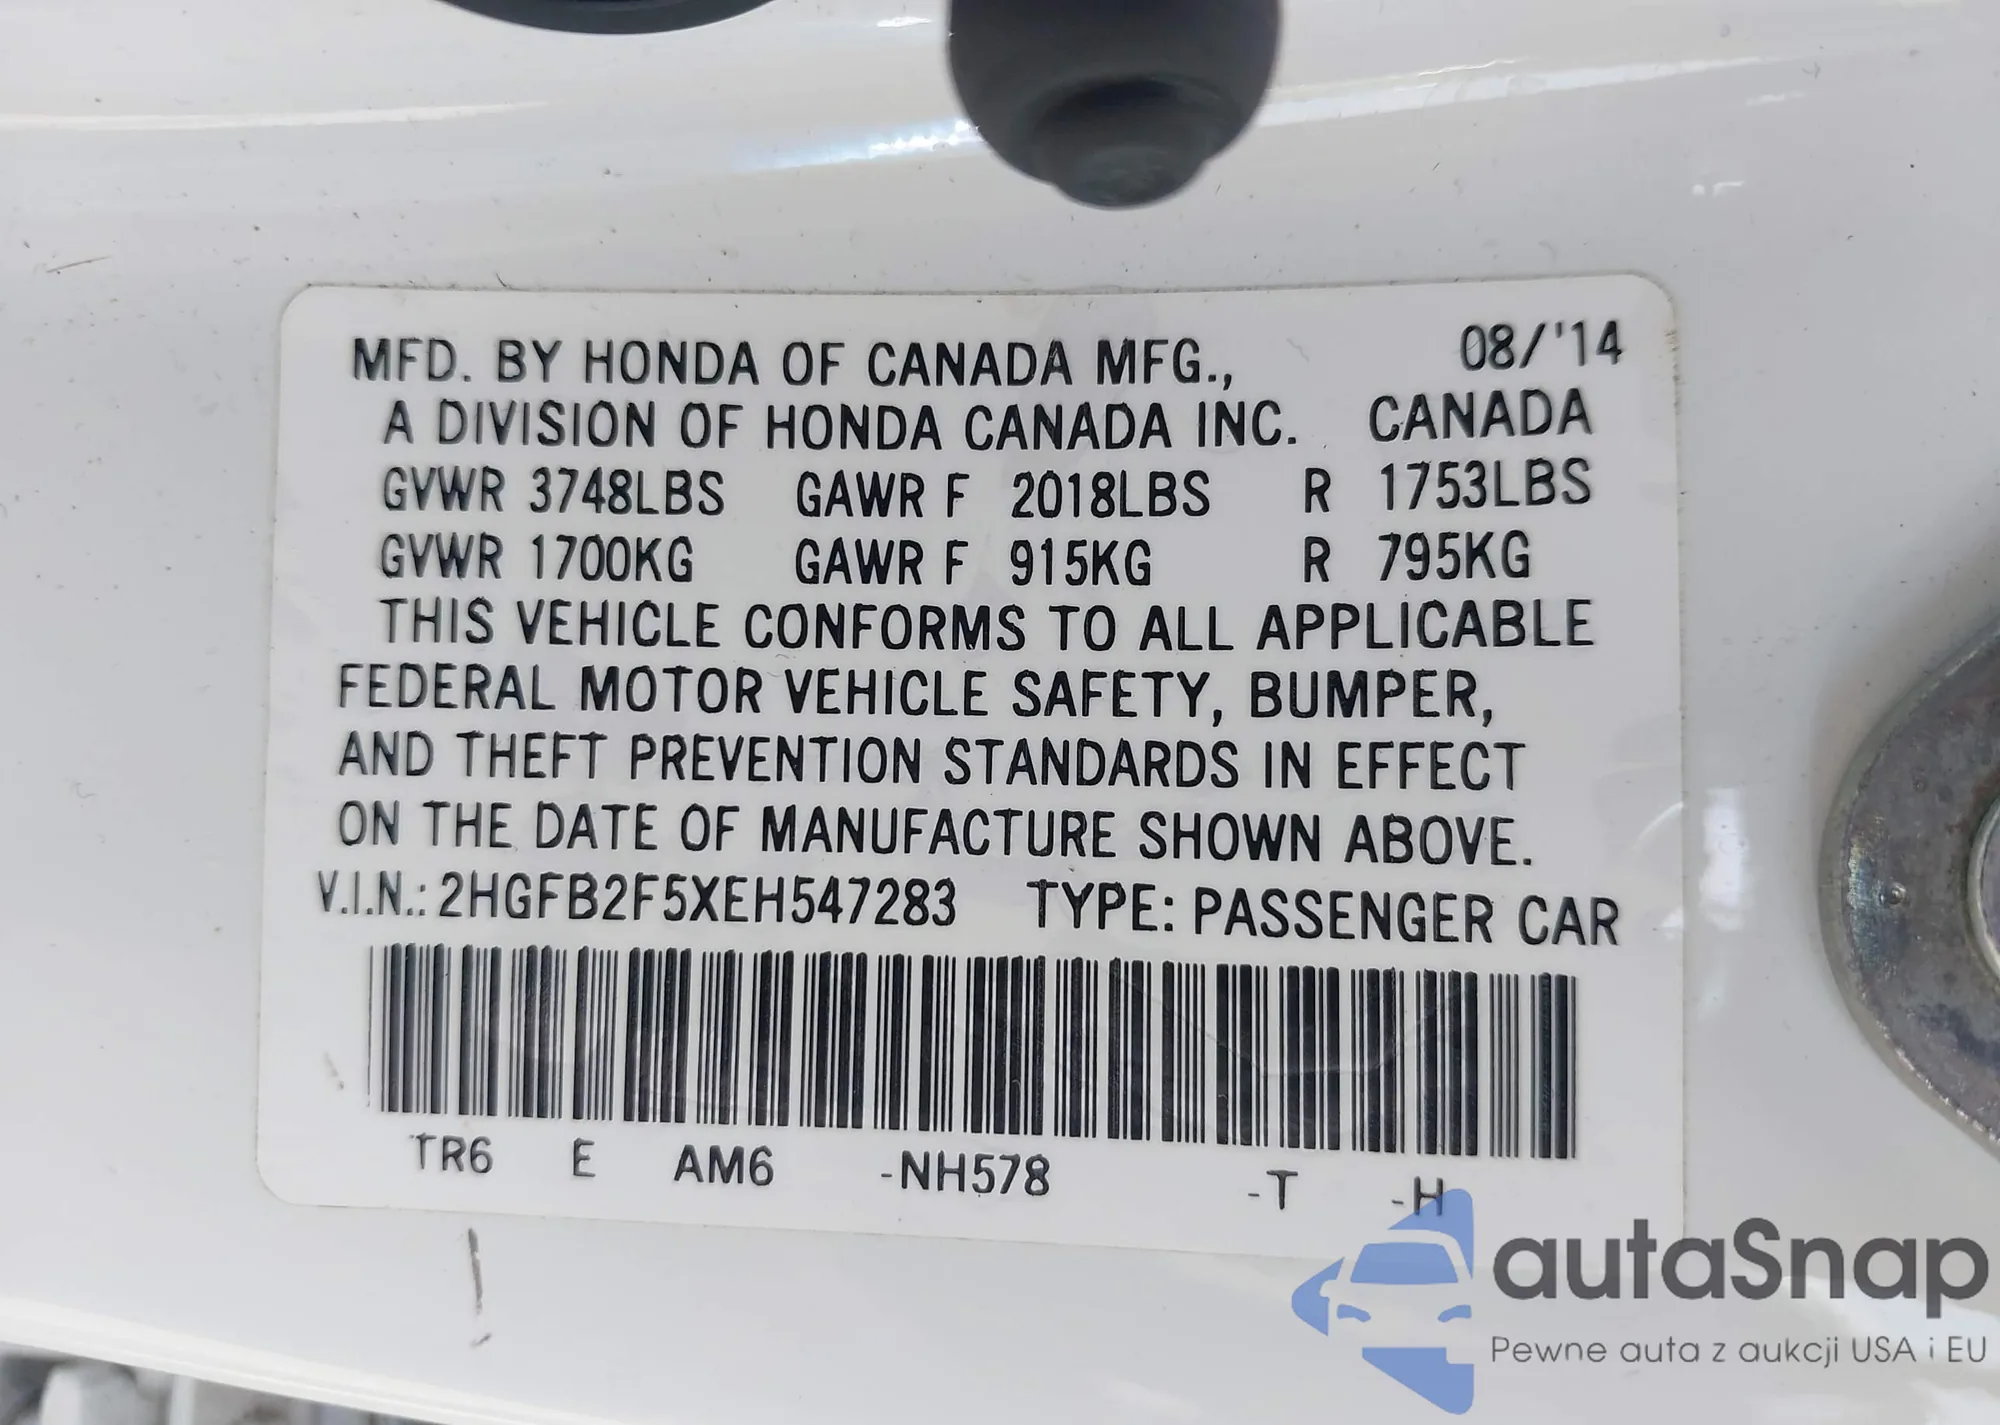 MFD. BY HONDA OF CANADA MFG., 08/'14
A DIVISION OF HONDA CANADA INC. CANADA
GVWR 3748LBS GAWR F 2018LBS R 1753LBS
GVWR 1700KG GAWR F 915KG R 795KG
THIS VEHICLE CONFORMS TO ALL APPLICABLE
FEDERAL MOTOR VEHICLE SAFETY, BUMPER,
AND THEFT PREVENTION STANDARDS IN EFFECT
ON THE DATE OF MANUFACTURE SHOWN ABOVE.
V.I.N.: 2HGFB2F5XEH547283 TYPE: PASSENGER CAR
TR6 E AM6 -NH578 -T -H
autaSnap
Pewne auta z aukcji USA i EU